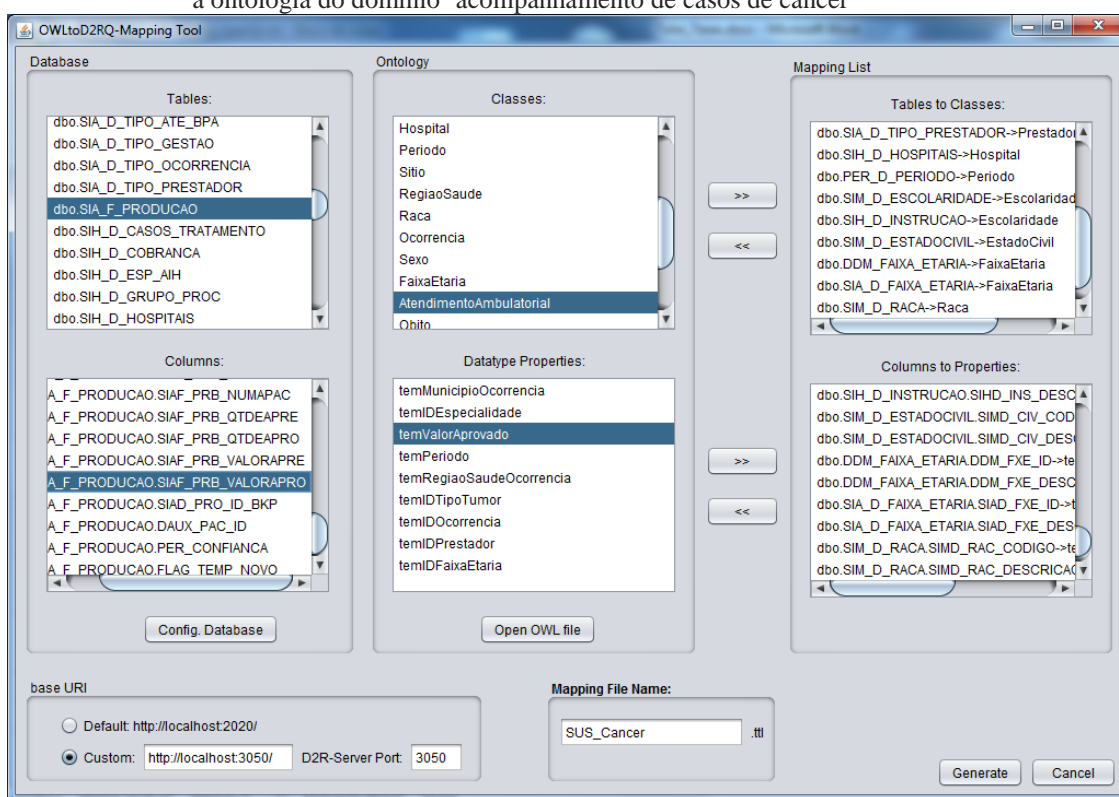 a ontologia do domínio "acompanhamento de casos de câncer"
OWLtoD2RQ-Mapping Tool
Database
Tables:
dbo.SIA_D_TIPO_ATE_BPA
dbo.SIA_D_TIPO_GESTAO
dbo.SIA_D_TIPO_OCORRENCIA
dbo.SIA_D_TIPO_PRESTADOR
dbo.SIA_F_PRODUCAO
dbo.SIH_D_CASOS_TRATAMENTO
dbo.SIH_D_COBRANCA
dbo.SIH_D_ESP_AIH
dbo.SIH_D_GRUPO_PROC
dbo.SIH_D_HOSPITAIS
Columns:
A_F_PRODUCAO.SIAF_PRB_NUMAPAC
A_F_PRODUCAO.SIAF_PRB_QTDEAPRE
A_F_PRODUCAO.SIAF_PRB_QTDEAPRO
A_F_PRODUCAO.SIAF_PRB_VALORAPRE
A_F_PRODUCAO.SIAF_PRB_VALORAPRO
A_F_PRODUCAO.SIAD_PRO_ID_BKP
A_F_PRODUCAO.DAUX_PAC_ID
A_F_PRODUCAO.PER_CONFIANCA
A_F_PRODUCAO.FLAG_TEMP_NOVO
Config. Database
Ontology
Classes:
Hospital
Periodo
Sitio
RegiaoSaude
Raca
Ocorrencia
Sexo
FaixaEtaria
AtendimentoAmbulatorial
Obito
Datatype Properties:
temMunicipioOcorrencia
temIDEspecialidade
temValorAprovado
temPeriodo
temRegiaoSaudeOcorrencia
temIDTipoTumor
temIDOcorrencia
temIDPrestador
temIDFaixaEtaria
Open OWL file
>>
<<
>>
<<
Mapping List
Tables to Classes:
dbo.SIA_D_TIPO_PRESTADOR->Prestador
dbo.SIH_D_HOSPITAIS->Hospital
dbo.PER_D_PERIODO->Periodo
dbo.SIM_D_ESCOLARIDADE->Escolaridad
dbo.SIH_D_INSTRUCAO->Escolaridade
dbo.SIM_D_ESTADOCIVIL->EstadoCivil
dbo.DDM_FAIXA_ETARIA->FaixaEtaria
dbo.SIA_D_FAIXA_ETARIA->FaixaEtaria
dbo.SIM_D_RACA->Raca
Columns to Properties:
dbo.SIH_D_INSTRUCAO.SIHD_INS_DESC
dbo.SIM_D_ESTADOCIVIL.SIMD_CIV_COD
dbo.SIM_D_ESTADOCIVIL.SIMD_CIV_DES
dbo.DDM_FAIXA_ETARIA.DDM_FXE_ID->te
dbo.DDM_FAIXA_ETARIA.DDM_FXE_DESC
dbo.SIA_D_FAIXA_ETARIA.SIAD_FXE_ID->t
dbo.SIA_D_FAIXA_ETARIA.SIAD_FXE_DES
dbo.SIM_D_RACA.SIMD_RAC_CODIGO->te
dbo.SIM_D_RACA.SIMD_RAC_DESCRICA
base URI
Default: http://localhost:2020/
Custom: http://localhost:3050/ D2R-Server Port: 3050
Mapping File Name:
SUS_Cancer .ttl
Generate Cancel